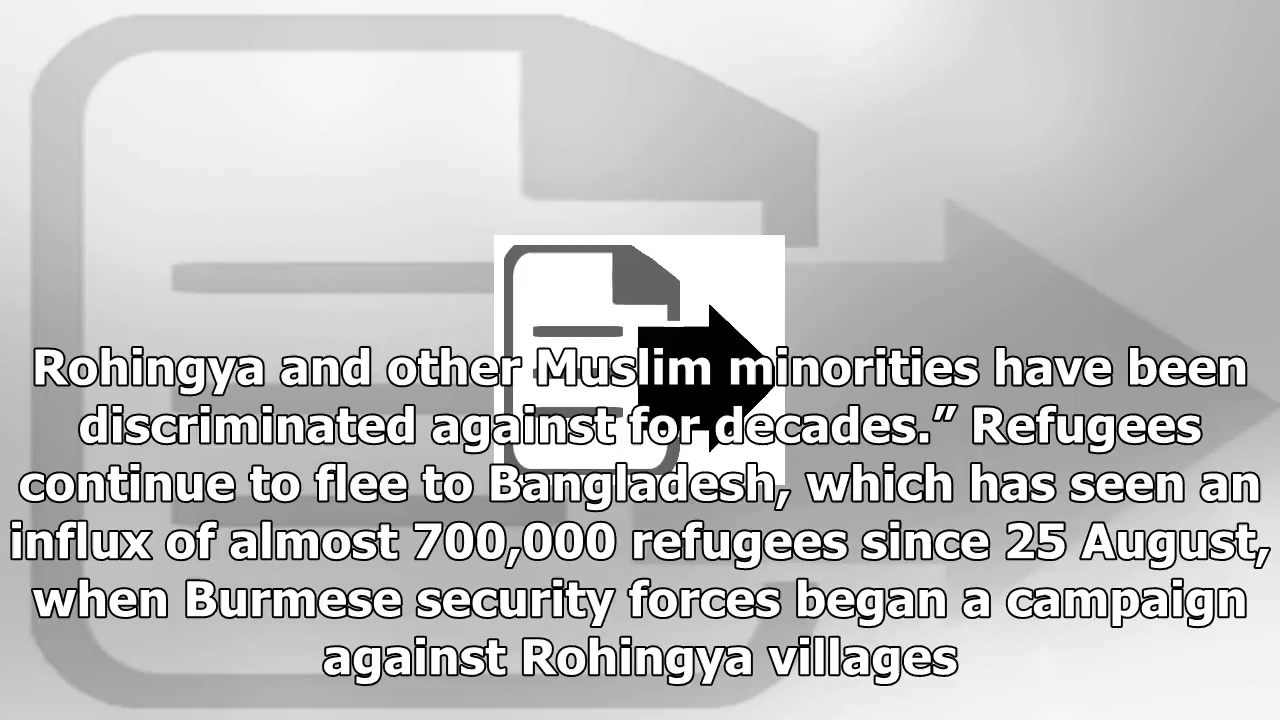 Rohingya and other Muslim minorities have been
discriminated against for decades.” Refugees
continue to flee to Bangladesh, which has seen an
influx of almost 700,000 refugees since 25 August,
when Burmese security forces began a campaign
against Rohingya villages